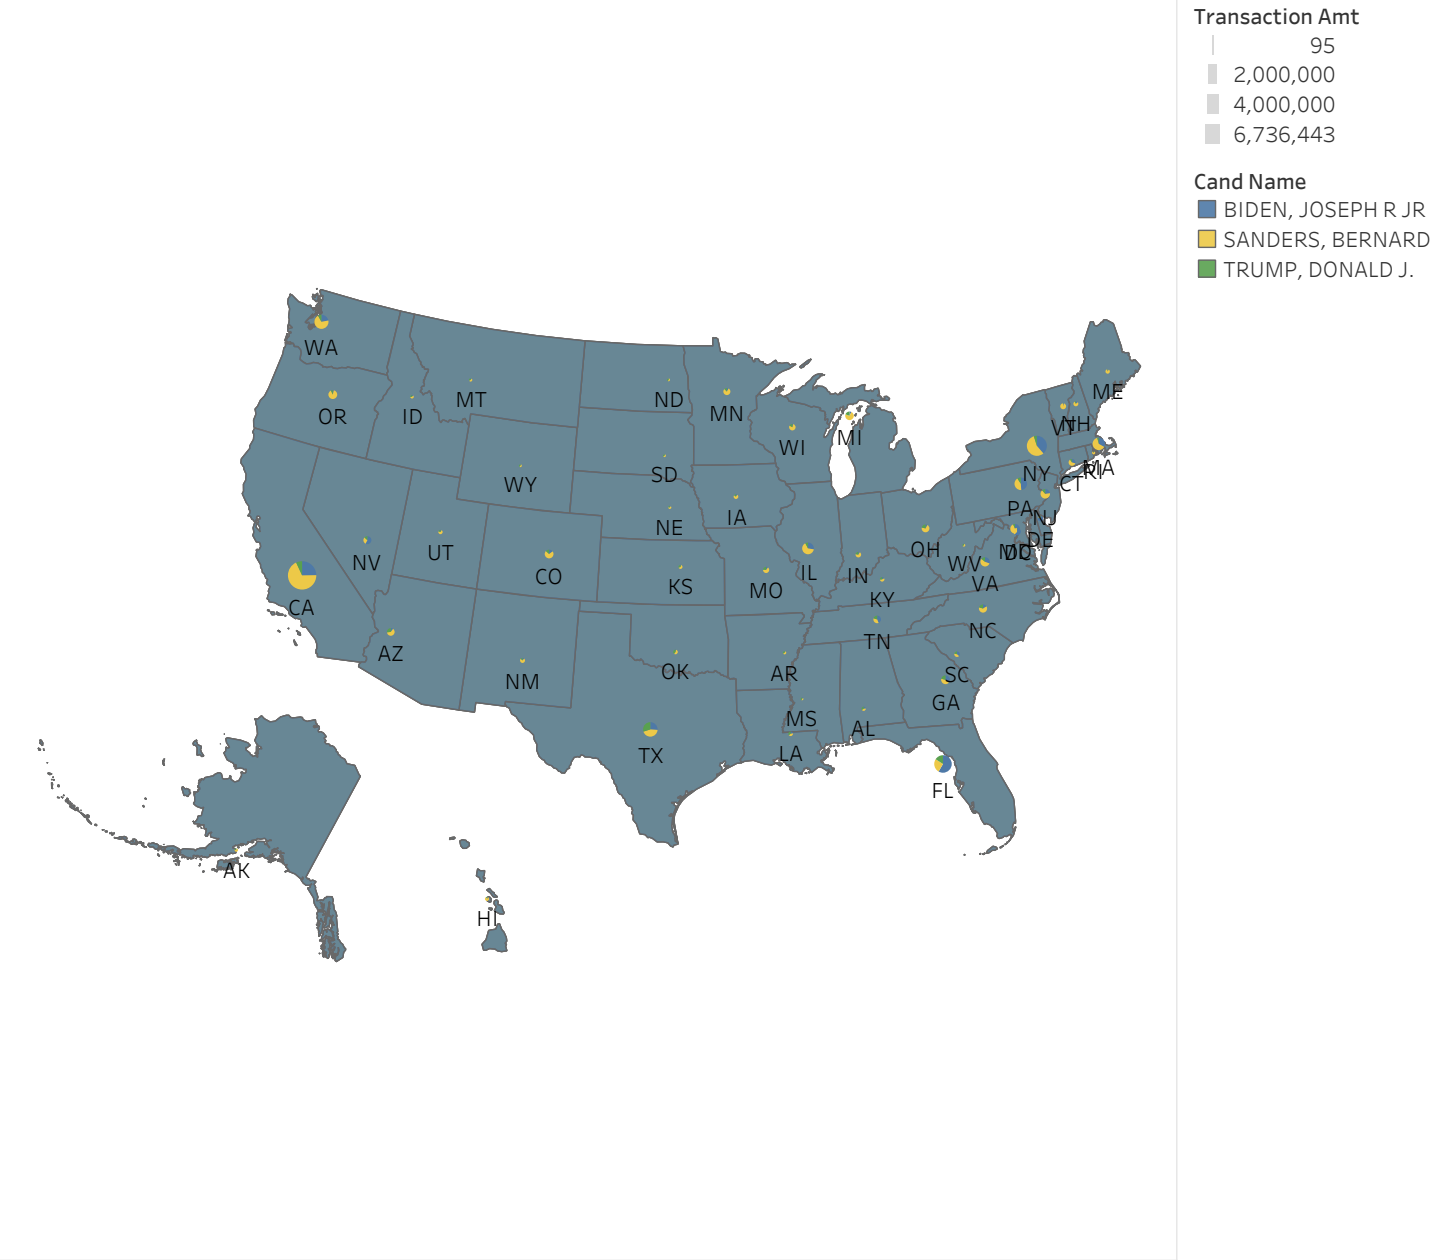 Transaction Amt
95
2,000,000
4,000,000
6,736,443
Cand Name
BIDEN, JOSEPH R JR
SANDERS, BERNARD
TRUMP, DONALD J.
WA
MT
ND
ME
OR
ID
MN
VT
NH
MI
WI
SD
NY
MA
RI
WY
CT
PA
IA
NJ
NE
DE
MD
DC
UT
OH
NV
CO
IL
IN
WV
VA
KS
MO
KY
CA
NC
TN
AZ
OK
AR
SC
NM
GA
MS
AL
TX
LA
FL
AK
HI